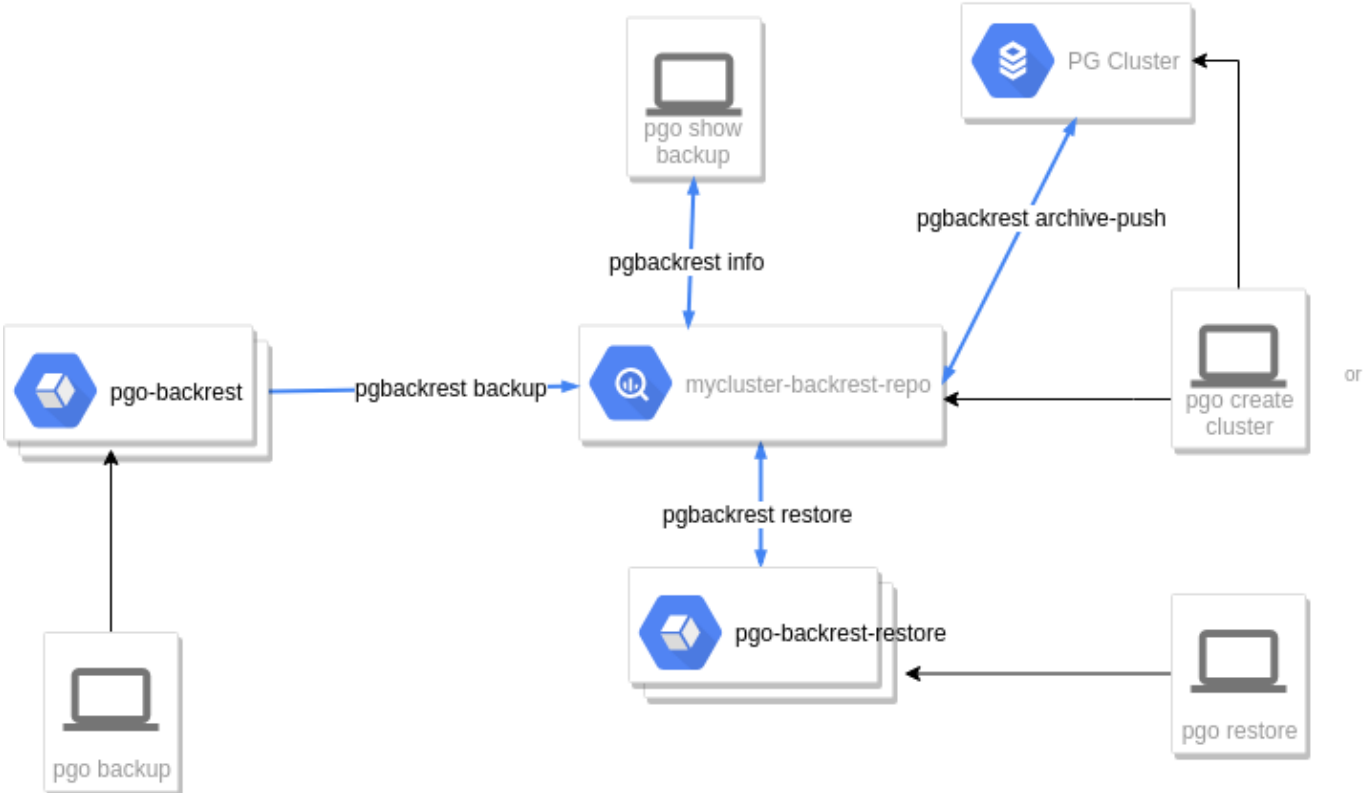 PG Cluster
pgo show
backup
pgbackrest archive-push
pgbackrest info
pgo-backrest
pgbackrest backup
mycluster-backrest-repo
pgo create
cluster
or
pgbackrest restore
pgo-backrest-restore
pgo restore
pgo backup